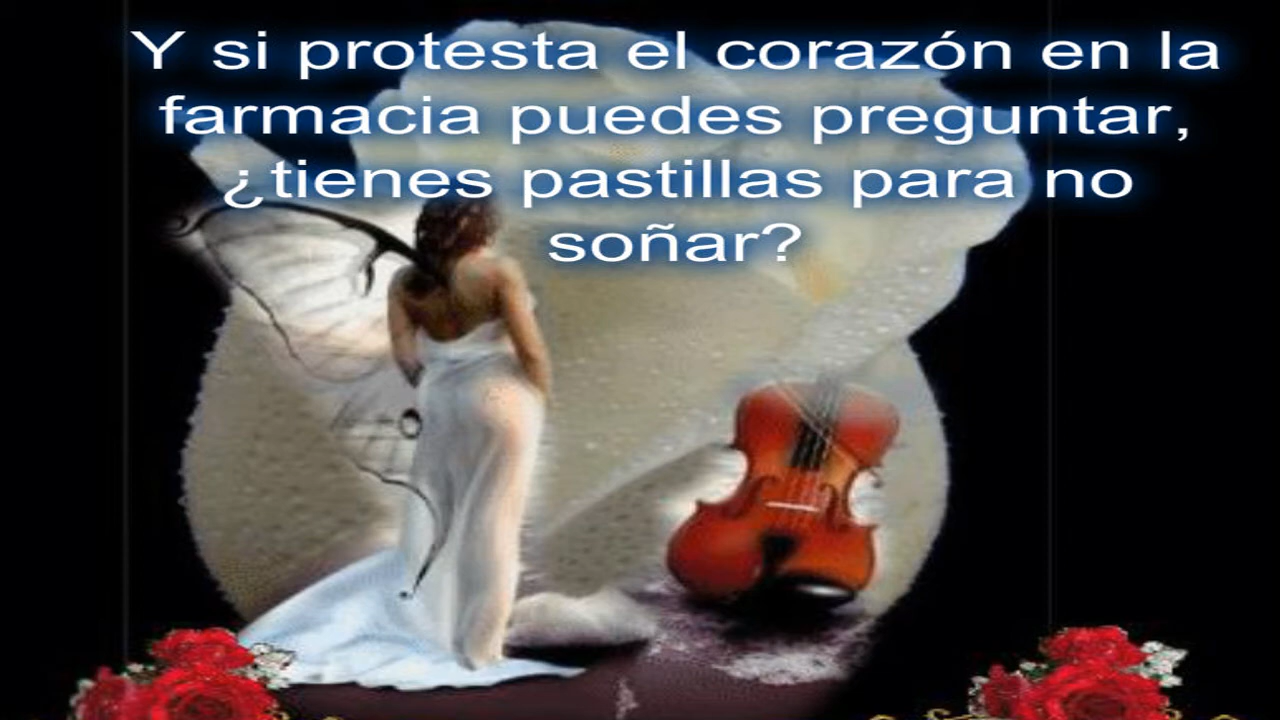 Y si protesta el corazón en la
farmacia puedes preguntar,
¿tienes pastillas para no
soñar?